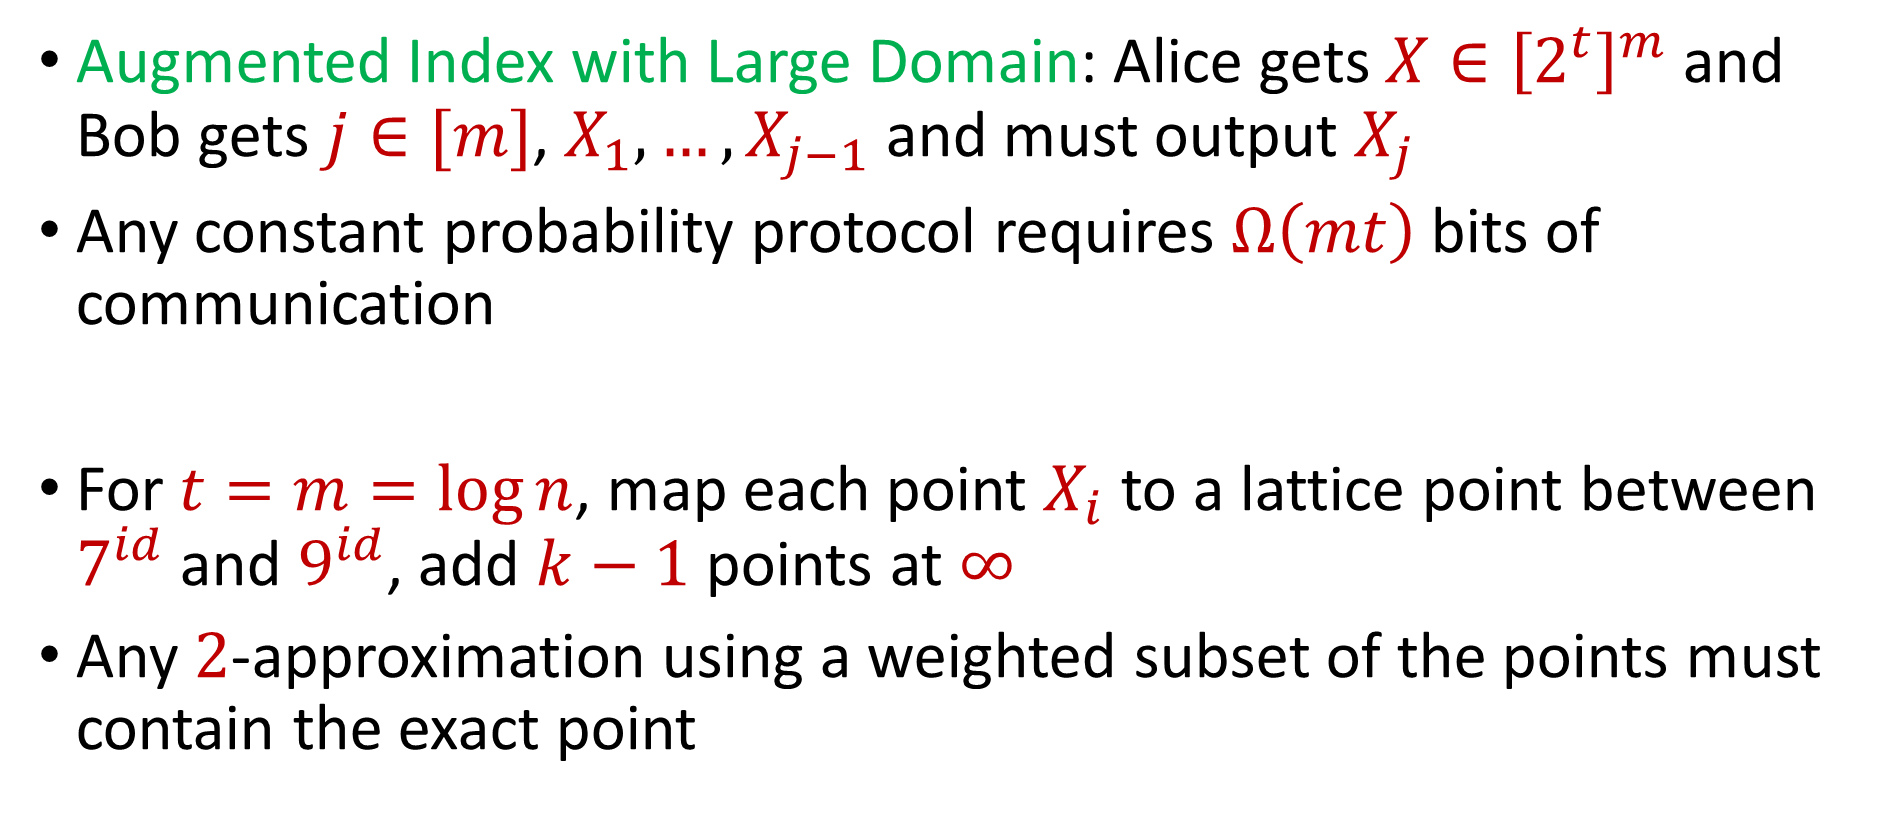 • Augmented Index with Large Domain: Alice gets X ∈ [2^t]^m and
Bob gets j ∈ [m], X_1, … , X_{j−1} and must output X_j
• Any constant probability protocol requires Ω(mt) bits of
communication
• For t = m = log n, map each point X_i to a lattice point between
7^{id} and 9^{id}, add k − 1 points at ∞
• Any 2-approximation using a weighted subset of the points must
contain the exact point